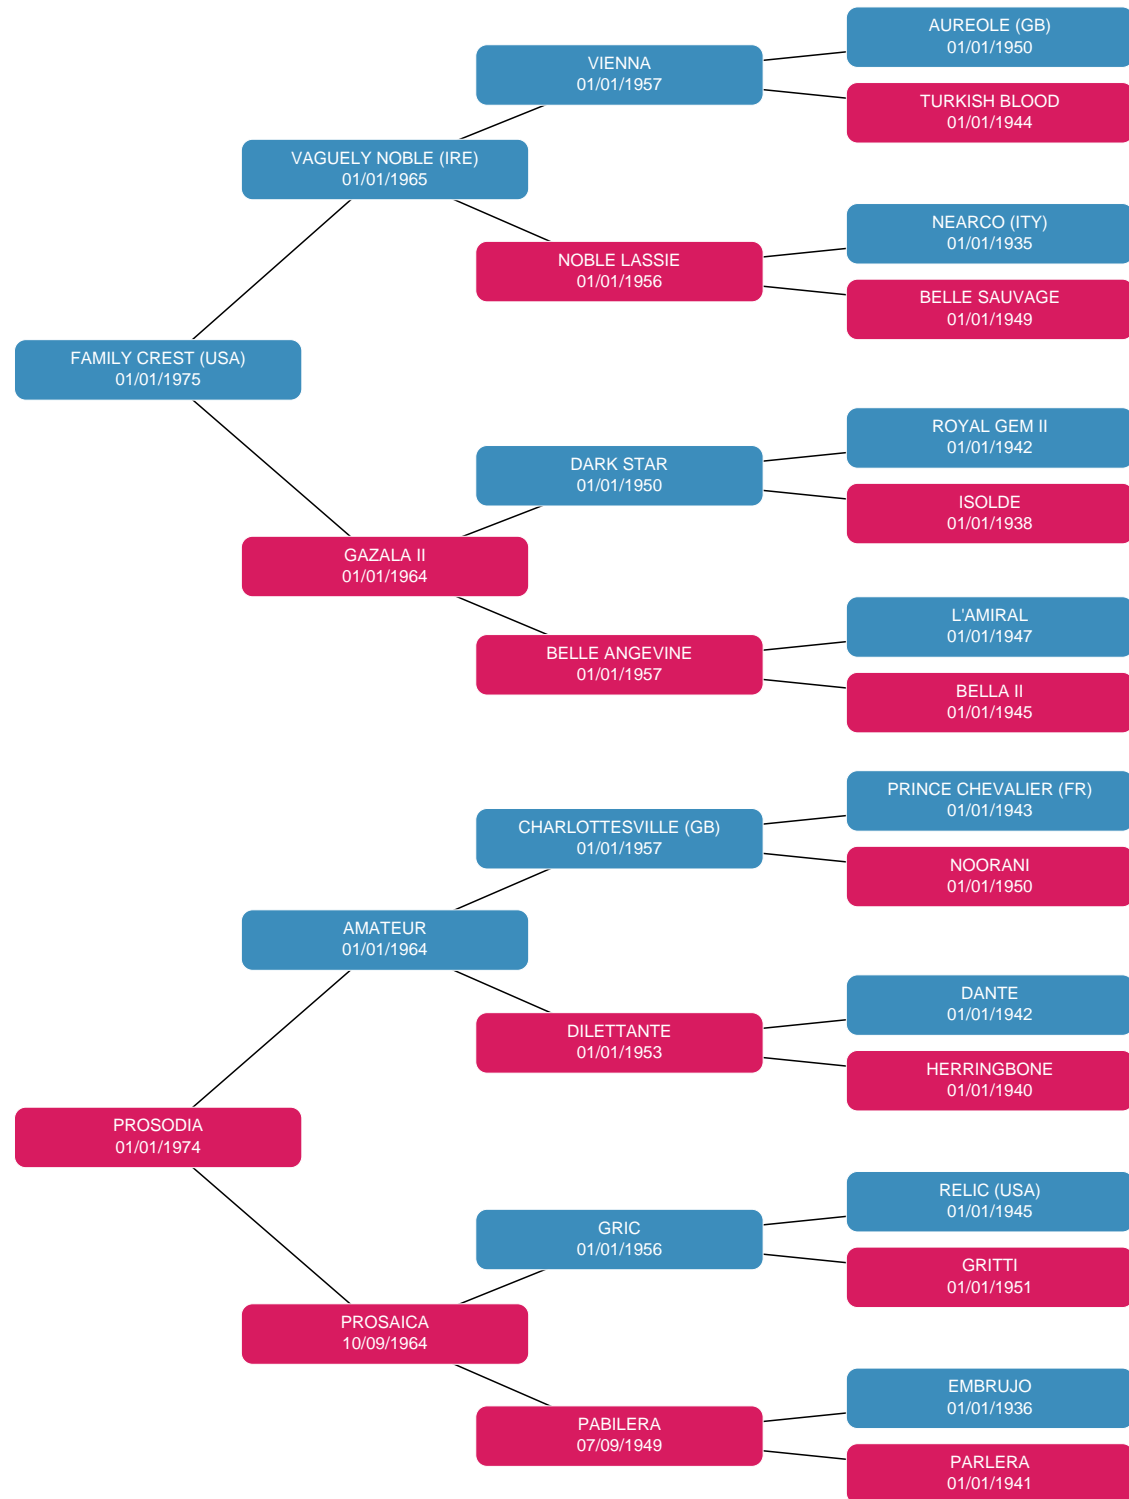 AUREOLE (GB)
01/01/1950
VIENNA
01/01/1957
TURKISH BLOOD
01/01/1944
VAGUELY NOBLE (IRE)
01/01/1965
NEARCO (ITY)
01/01/1935
NOBLE LASSIE
01/01/1956
BELLE SAUVAGE
01/01/1949
FAMILY CREST (USA)
01/01/1975
ROYAL GEM II
01/01/1942
DARK STAR
01/01/1950
ISOLDE
01/01/1938
GAZALA II
01/01/1964
L'AMIRAL
01/01/1947
BELLE ANGEVINE
01/01/1957
BELLA II
01/01/1945
PRINCE CHEVALIER (FR)
01/01/1943
CHARLOTTESVILLE (GB)
01/01/1957
NOORANI
01/01/1950
AMATEUR
01/01/1964
DANTE
01/01/1942
DILETTANTE
01/01/1953
HERRINGBONE
01/01/1940
PROSODIA
01/01/1974
RELIC (USA)
01/01/1945
GRIC
01/01/1956
GRITTI
01/01/1951
PROSAICA
10/09/1964
EMBRUJO
01/01/1936
PABILERA
07/09/1949
PARLERA
01/01/1941